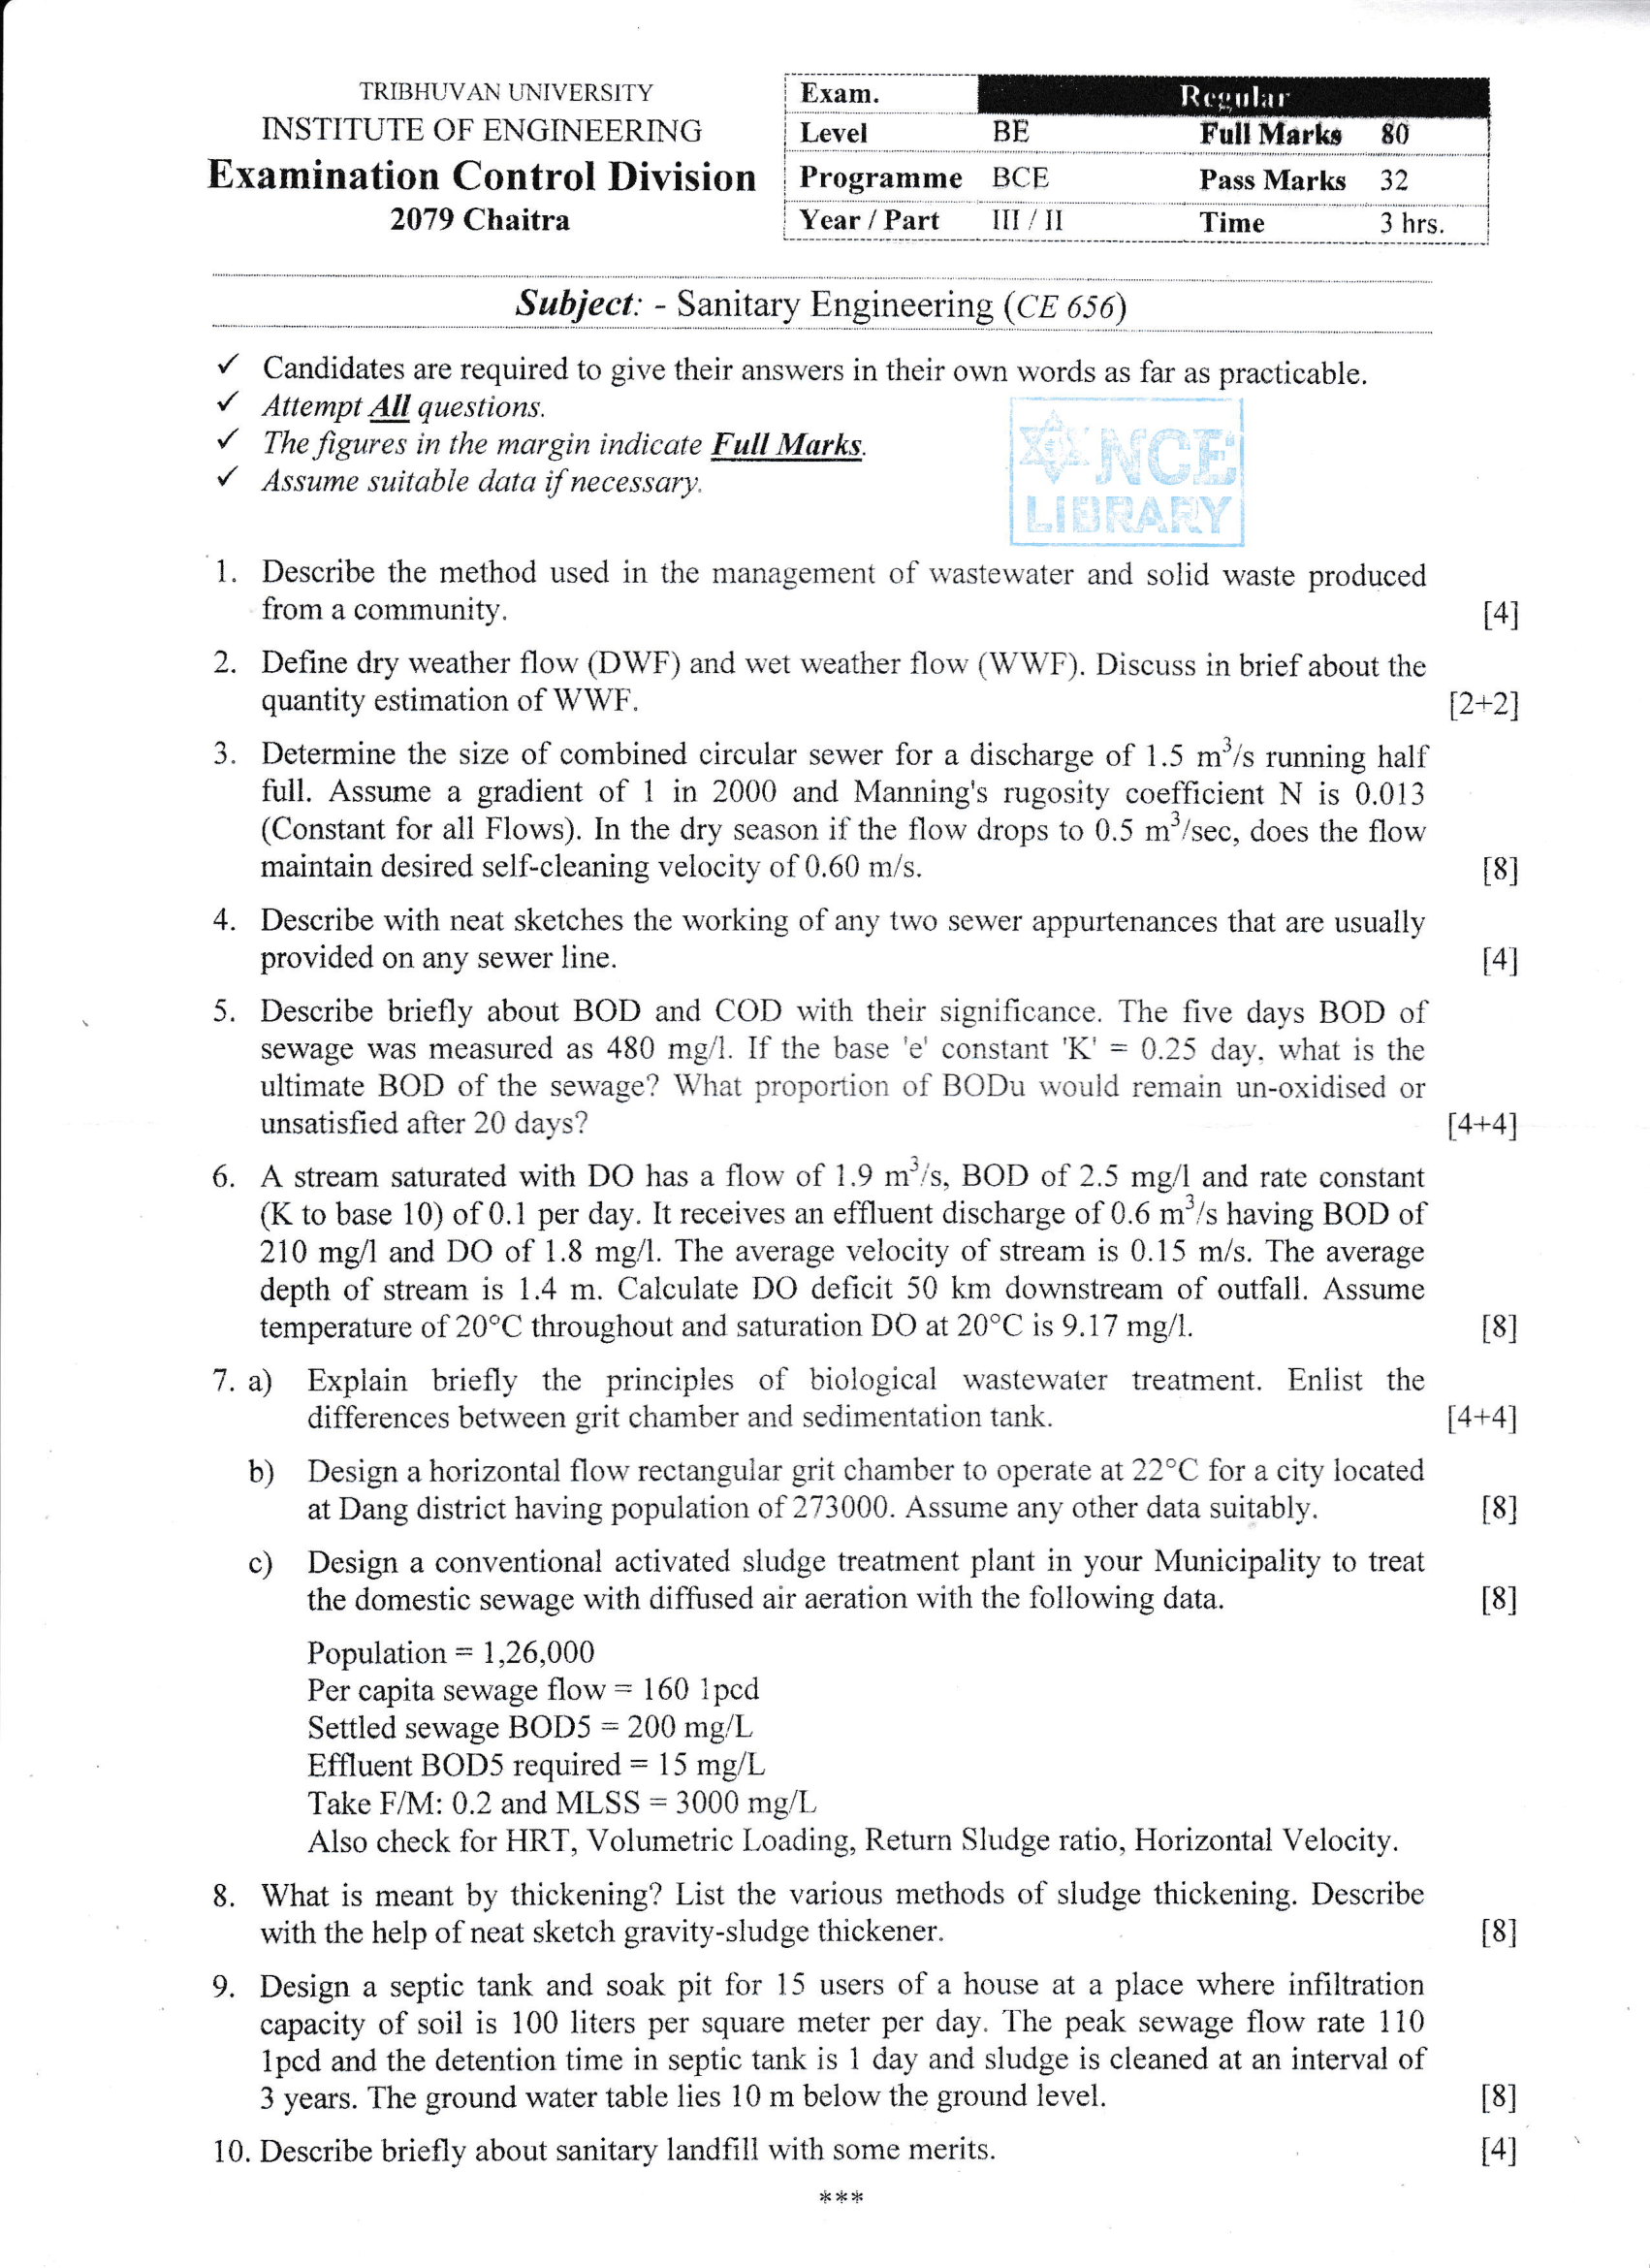 TRIBHUVAN UNIVERSITY
INSTITUTE OF ENGINEERING
Examination Control Division
2079 Chaitra
Exam. Regular
Level BE Full Marks 80
Programme BCE Pass Marks 32
Year / Part III / II Time 3 hrs.
Subject: - Sanitary Engineering (CE 656)
✓ Candidates are required to give their answers in their own words as far as practicable.
✓ Attempt All questions.
✓ The figures in the margin indicate Full Marks.
✓ Assume suitable data if necessary.
NCE
LIBRARY
1. Describe the method used in the management of wastewater and solid waste produced
from a community. [4]
2. Define dry weather flow (DWF) and wet weather flow (WWF). Discuss in brief about the
quantity estimation of WWF. [2+2]
3. Determine the size of combined circular sewer for a discharge of 1.5 m³/s running half
full. Assume a gradient of 1 in 2000 and Manning's rugosity coefficient N is 0.013
(Constant for all Flows). In the dry season if the flow drops to 0.5 m³/sec, does the flow
maintain desired self-cleaning velocity of 0.60 m/s. [8]
4. Describe with neat sketches the working of any two sewer appurtenances that are usually
provided on any sewer line. [4]
5. Describe briefly about BOD and COD with their significance. The five days BOD of
sewage was measured as 480 mg/l. If the base 'e' constant 'K' = 0.25 day, what is the
ultimate BOD of the sewage? What proportion of BODu would remain un-oxidised or
unsatisfied after 20 days? [4+4]
6. A stream saturated with DO has a flow of 1.9 m³/s, BOD of 2.5 mg/l and rate constant
(K to base 10) of 0.1 per day. It receives an effluent discharge of 0.6 m³/s having BOD of
210 mg/l and DO of 1.8 mg/l. The average velocity of stream is 0.15 m/s. The average
depth of stream is 1.4 m. Calculate DO deficit 50 km downstream of outfall. Assume
temperature of 20°C throughout and saturation DO at 20°C is 9.17 mg/l. [8]
7. a) Explain briefly the principles of biological wastewater treatment. Enlist the
differences between grit chamber and sedimentation tank. [4+4]
b) Design a horizontal flow rectangular grit chamber to operate at 22°C for a city located
at Dang district having population of 273000. Assume any other data suitably. [8]
c) Design a conventional activated sludge treatment plant in your Municipality to treat
the domestic sewage with diffused air aeration with the following data. [8]
Population = 1,26,000
Per capita sewage flow = 160 lpcd
Settled sewage BOD5 = 200 mg/L
Effluent BOD5 required = 15 mg/L
Take F/M: 0.2 and MLSS = 3000 mg/L
Also check for HRT, Volumetric Loading, Return Sludge ratio, Horizontal Velocity.
8. What is meant by thickening? List the various methods of sludge thickening. Describe
with the help of neat sketch gravity-sludge thickener. [8]
9. Design a septic tank and soak pit for 15 users of a house at a place where infiltration
capacity of soil is 100 liters per square meter per day. The peak sewage flow rate 110
lpcd and the detention time in septic tank is 1 day and sludge is cleaned at an interval of
3 years. The ground water table lies 10 m below the ground level. [8]
10. Describe briefly about sanitary landfill with some merits. [4]
***